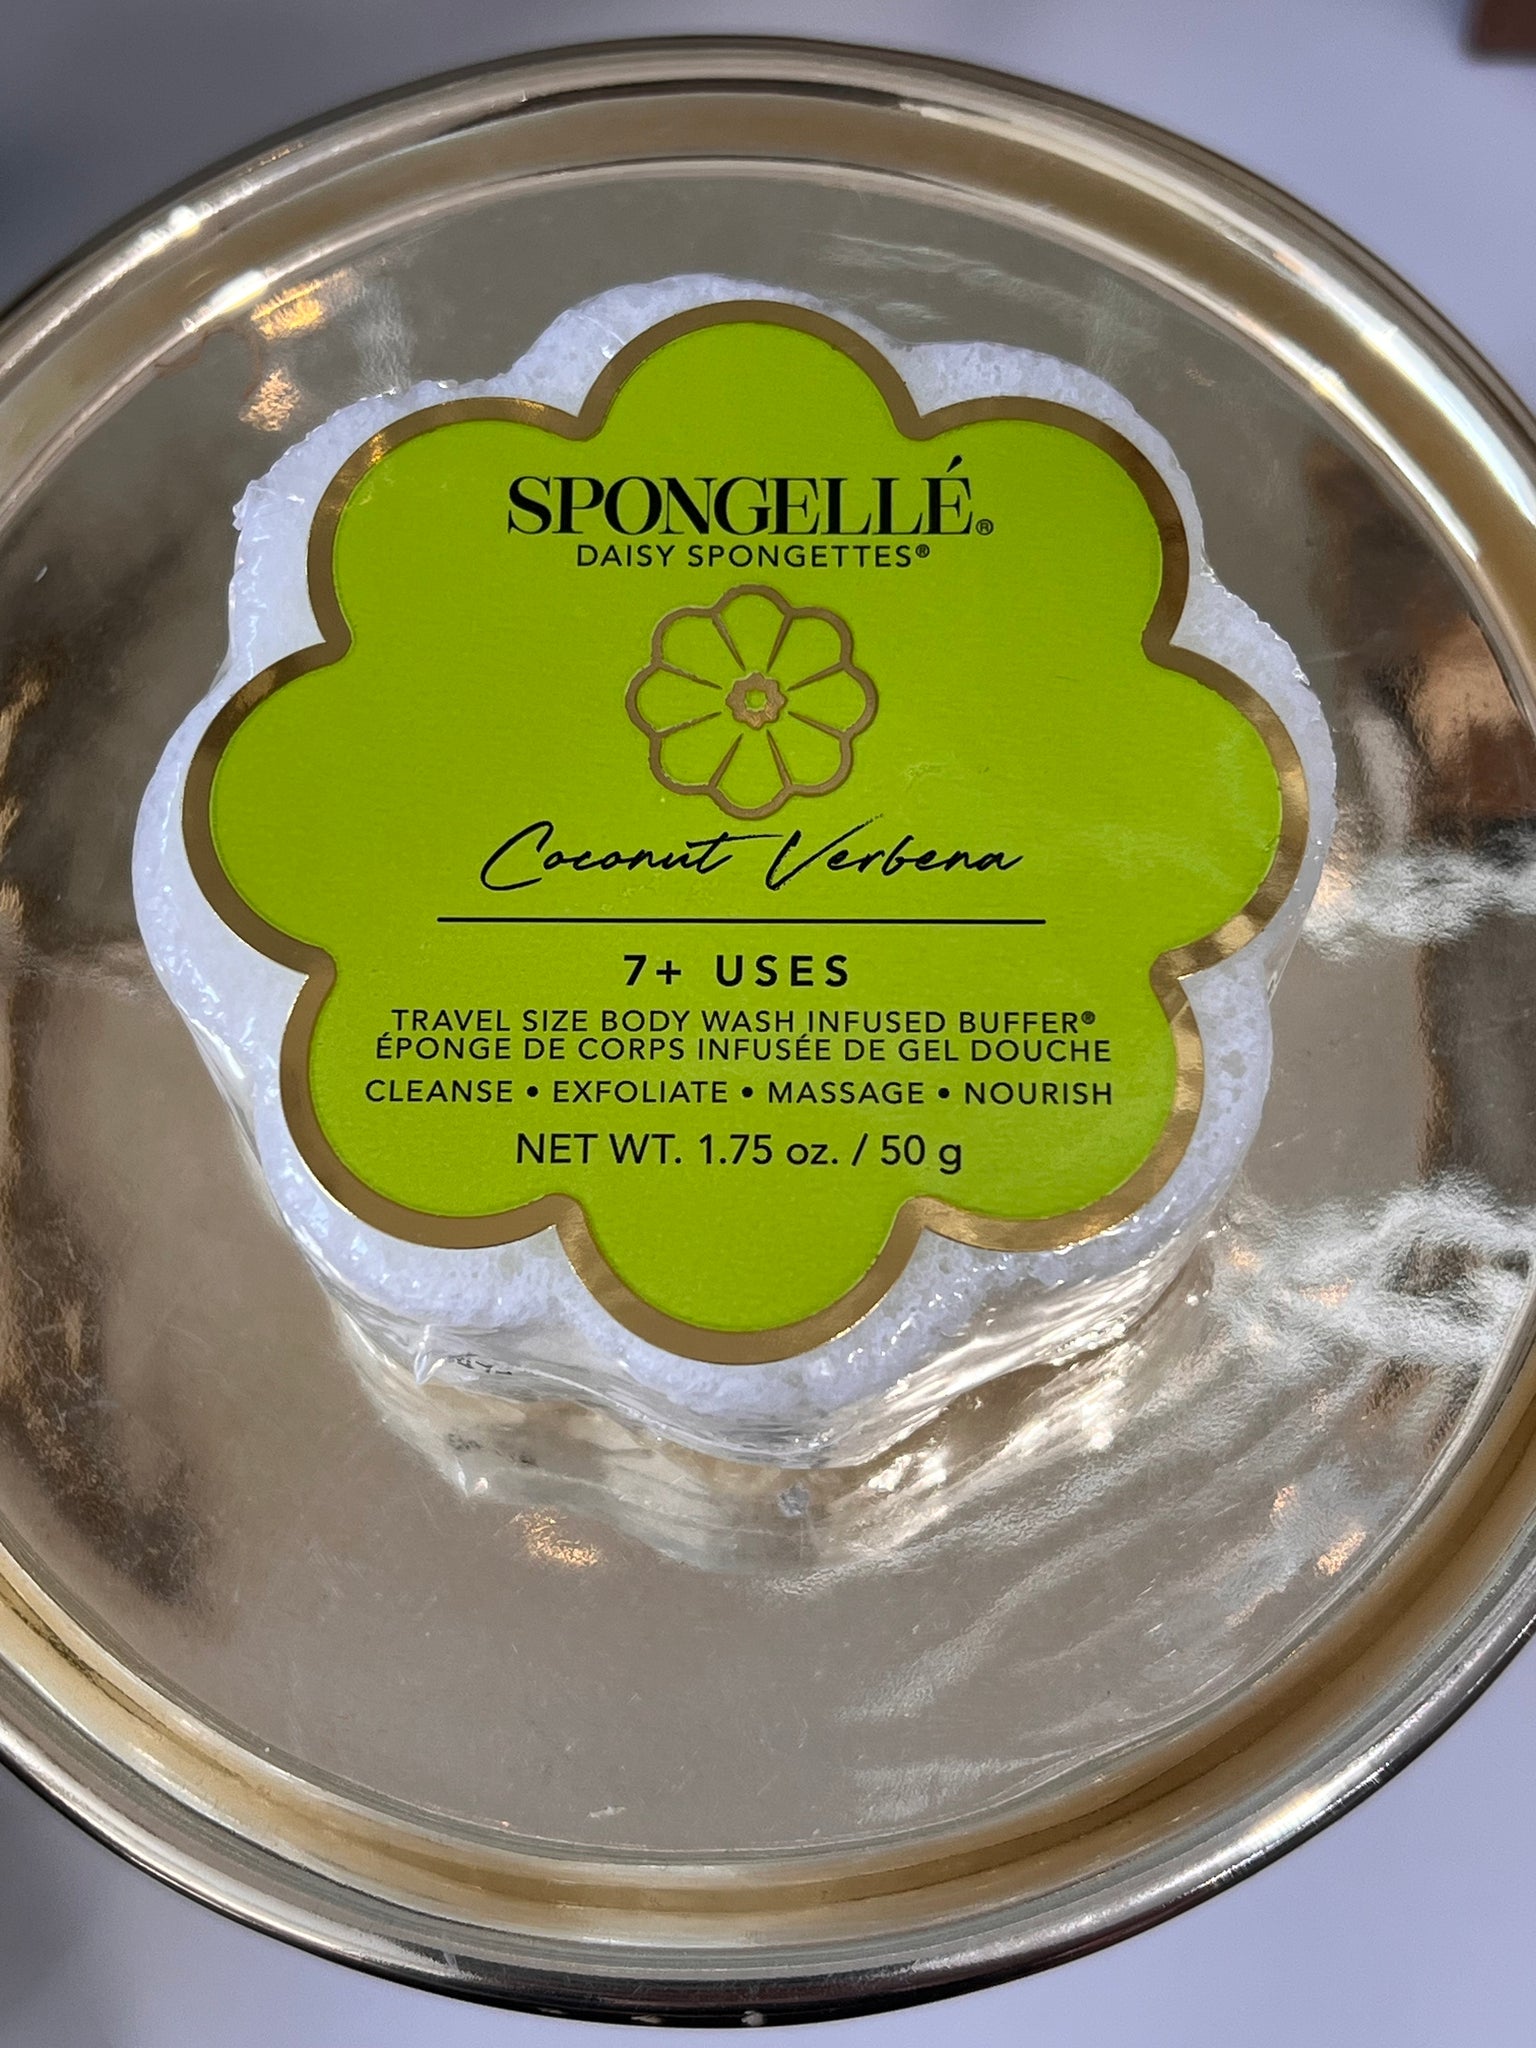 SPONGELLÉ®
DAISY SPONGETTES®
Coconut Verbena
7+ USES
TRAVEL SIZE BODY WASH INFUSED BUFFER®
ÉPONGE DE CORPS INFUSÉE DE GEL DOUCHE
CLEANSE • EXFOLIATE • MASSAGE • NOURISH
NET WT. 1.75 oz. / 50 g